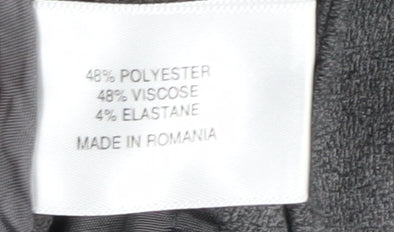 48% POLYESTER
48% VISCOSE
4% ELASTANE
MADE IN ROMANIA